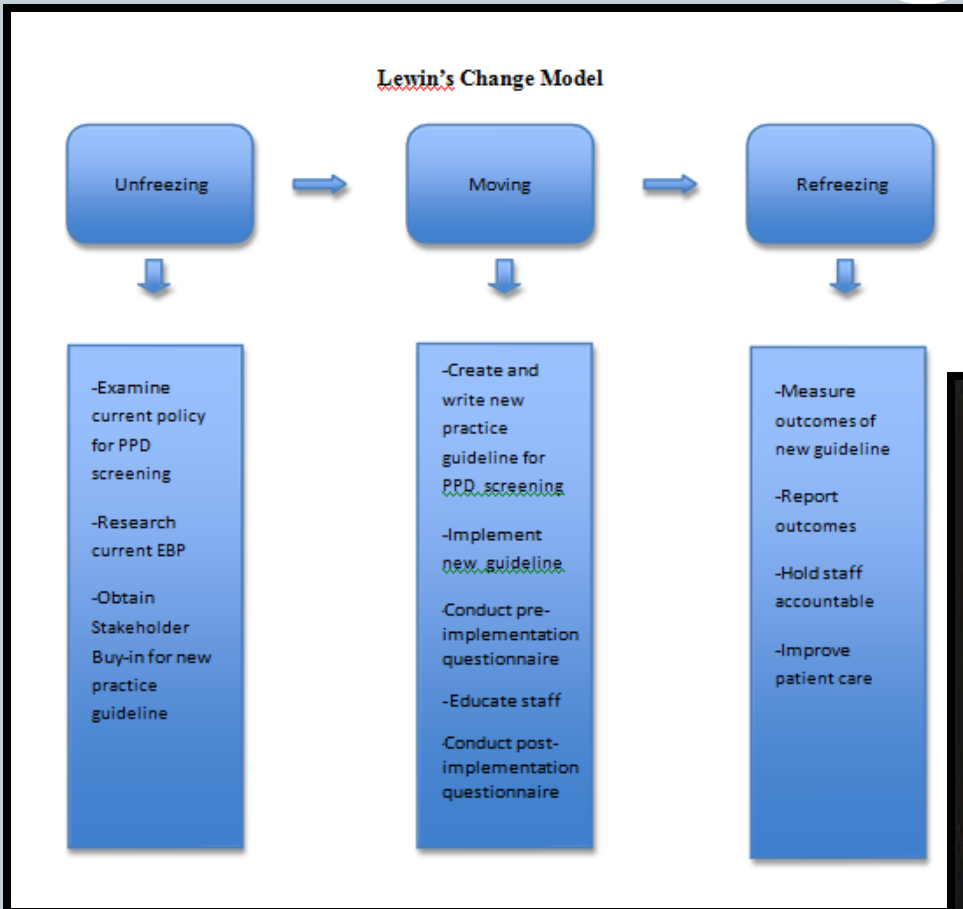 Lewin's Change Model
Unfreezing
Moving
Refreezing
-Examine
current policy
for PPD
screening
-Research
current EBP
-Obtain
Stakeholder
Buy-in for new
practice
guideline
-Create and
write new
practice
guideline for
PPD screening
-Implement
new guideline
-Conduct pre-
implementation
questionnaire
-Educate staff
-Conduct post-
implementation
questionnaire
-Measure
outcomes of
new guideline
-Report
outcomes
-Hold staff
accountable
-Improve
patient care